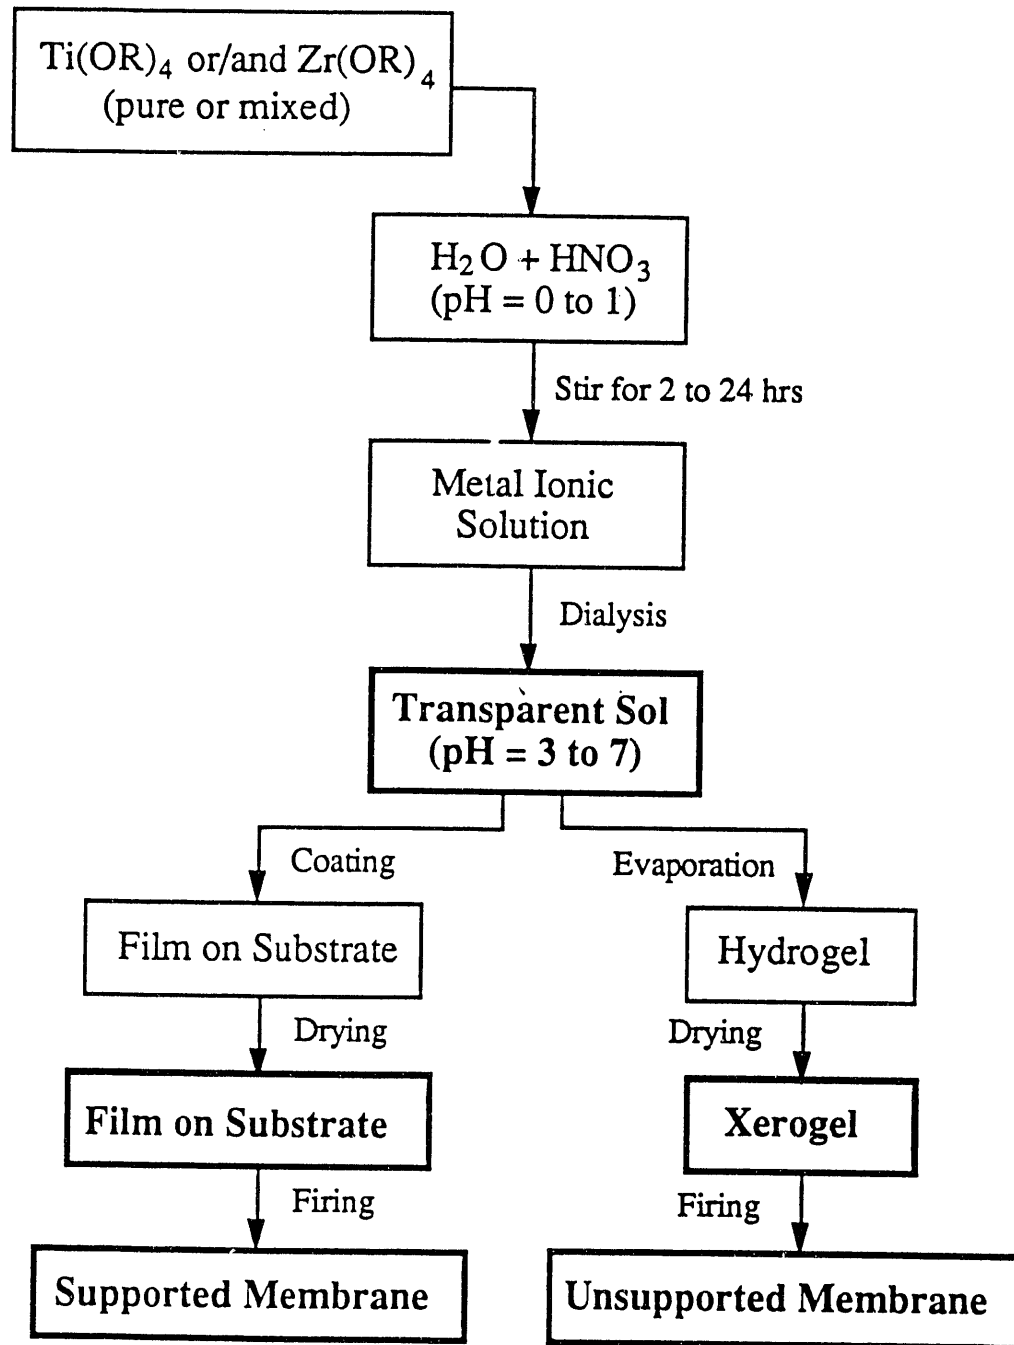 Ti(OR)₄ or/and Zr(OR)₄
(pure or mixed)
H₂O + HNO₃
(pH = 0 to 1)
Stir for 2 to 24 hrs
Metal Ionic
Solution
Dialysis
Transparent Sol
(pH = 3 to 7)
Coating
Evaporation
Film on Substrate
Hydrogel
Drying
Drying
Film on Substrate
Xerogel
Firing
Firing
Supported Membrane
Unsupported Membrane